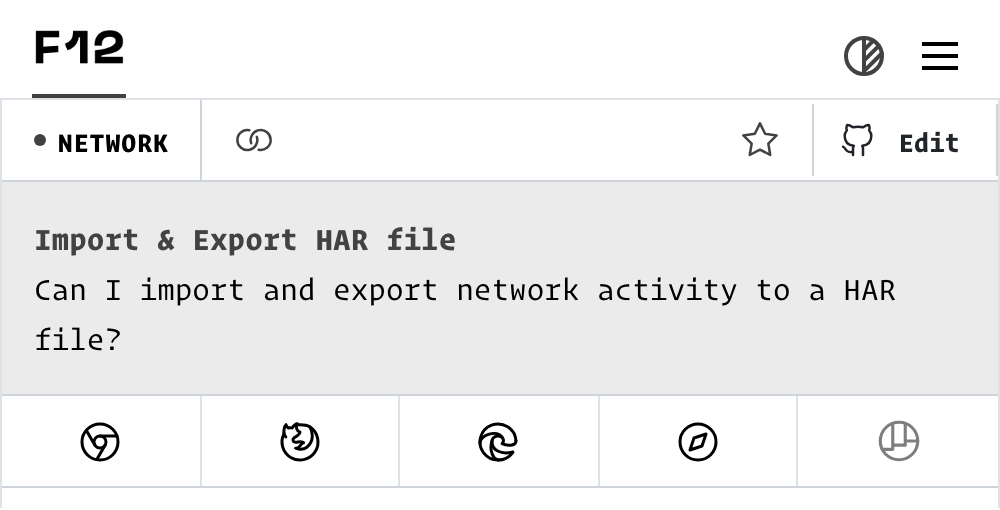 F12
NETWORK
Edit
Import & Export HAR file
Can I import and export network activity to a HAR
file?